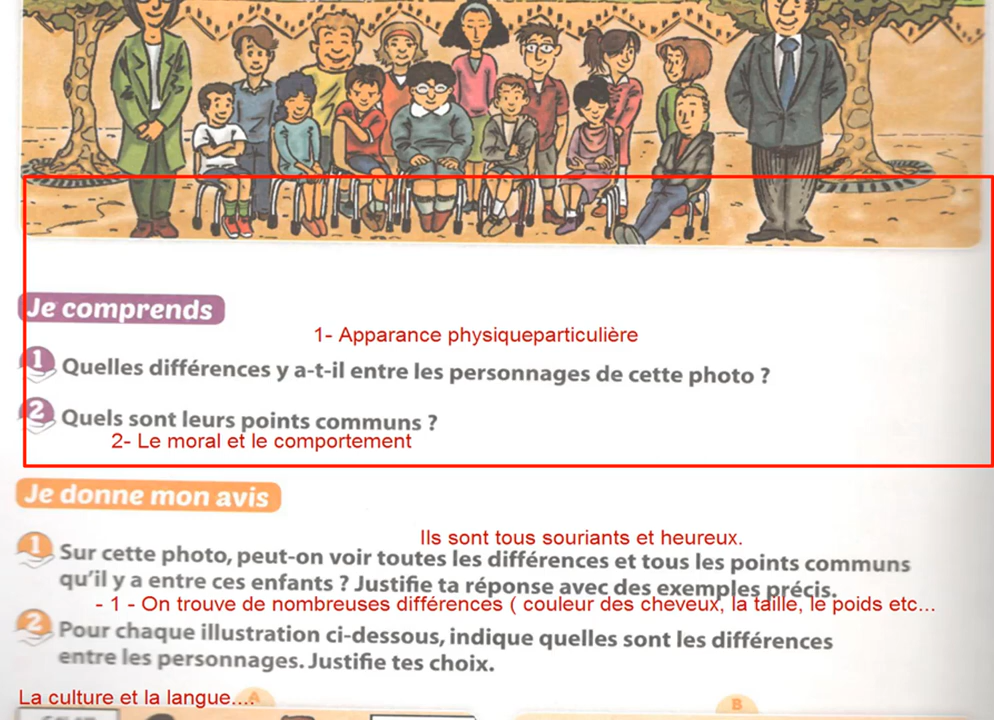 Je comprends
1- Apparance physiqueparticulière
1 Quelles différences y a-t-il entre les personnages de cette photo ?
2 Quels sont leurs points communs ?
2- Le moral et le comportement
Je donne mon avis
Ils sont tous souriants et heureux.
1 Sur cette photo, peut-on voir toutes les différences et tous les points communs
qu'il y a entre ces enfants ? Justifie ta réponse avec des exemples précis.
- 1 - On trouve de nombreuses différences ( couleur des cheveux, la taille, le poids etc...
2 Pour chaque illustration ci-dessous, indique quelles sont les différences
entre les personnages. Justifie tes choix.
La culture et la langue....
A
B